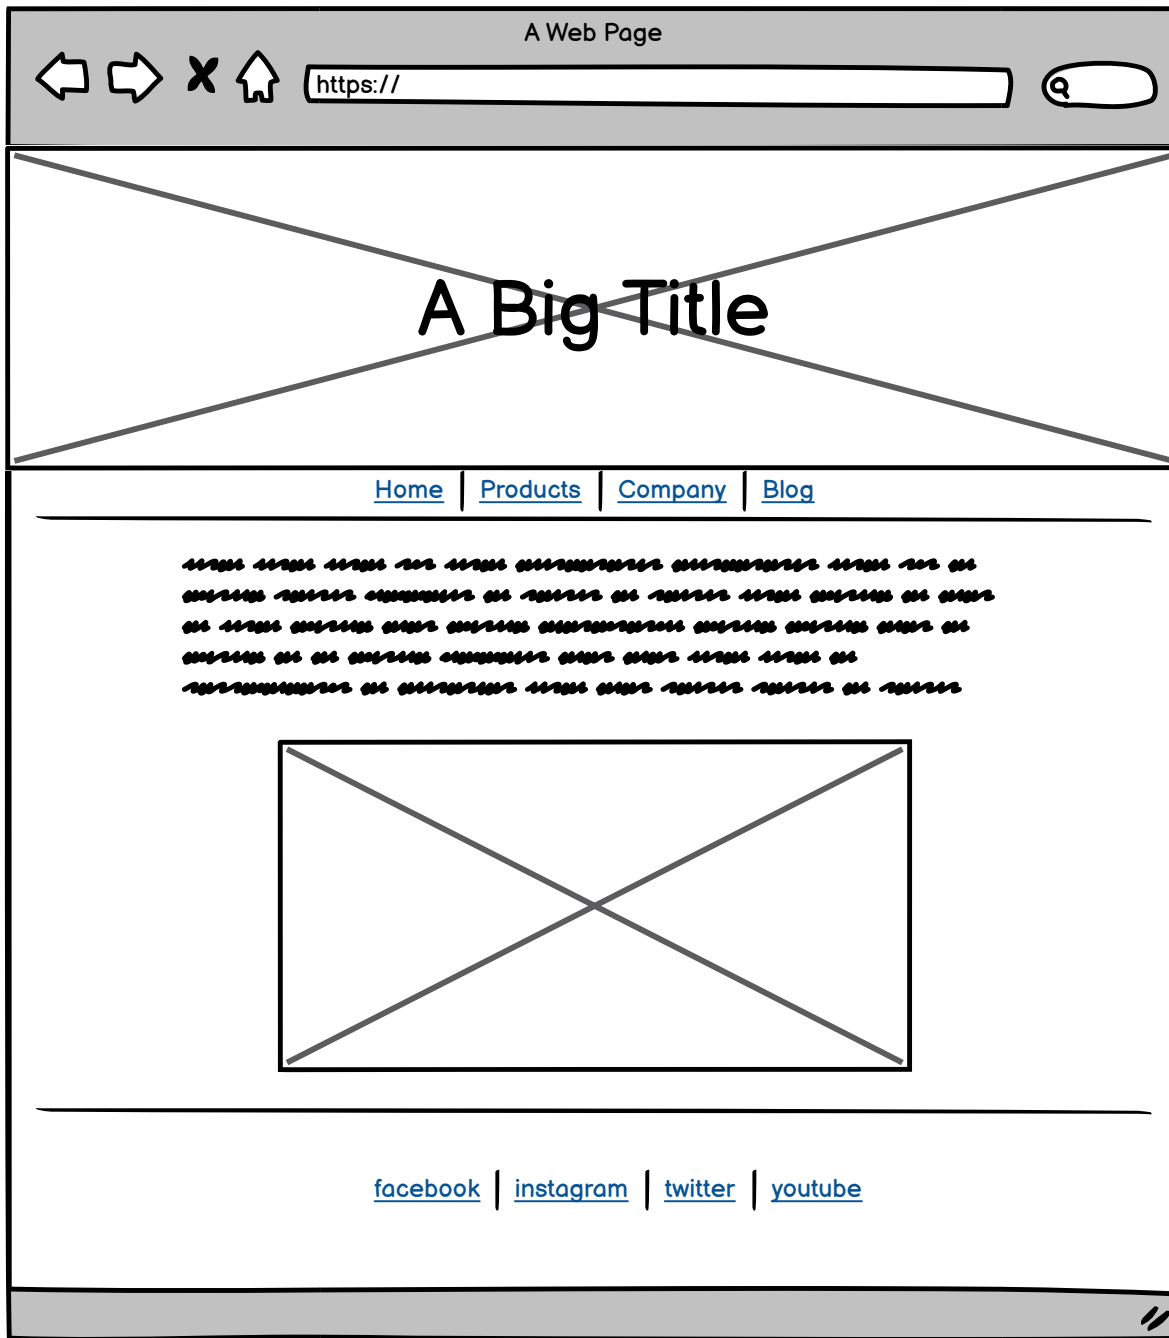 A Web Page
https://
A Big Title
Home Products Company Blog
facebook instagram twitter youtube